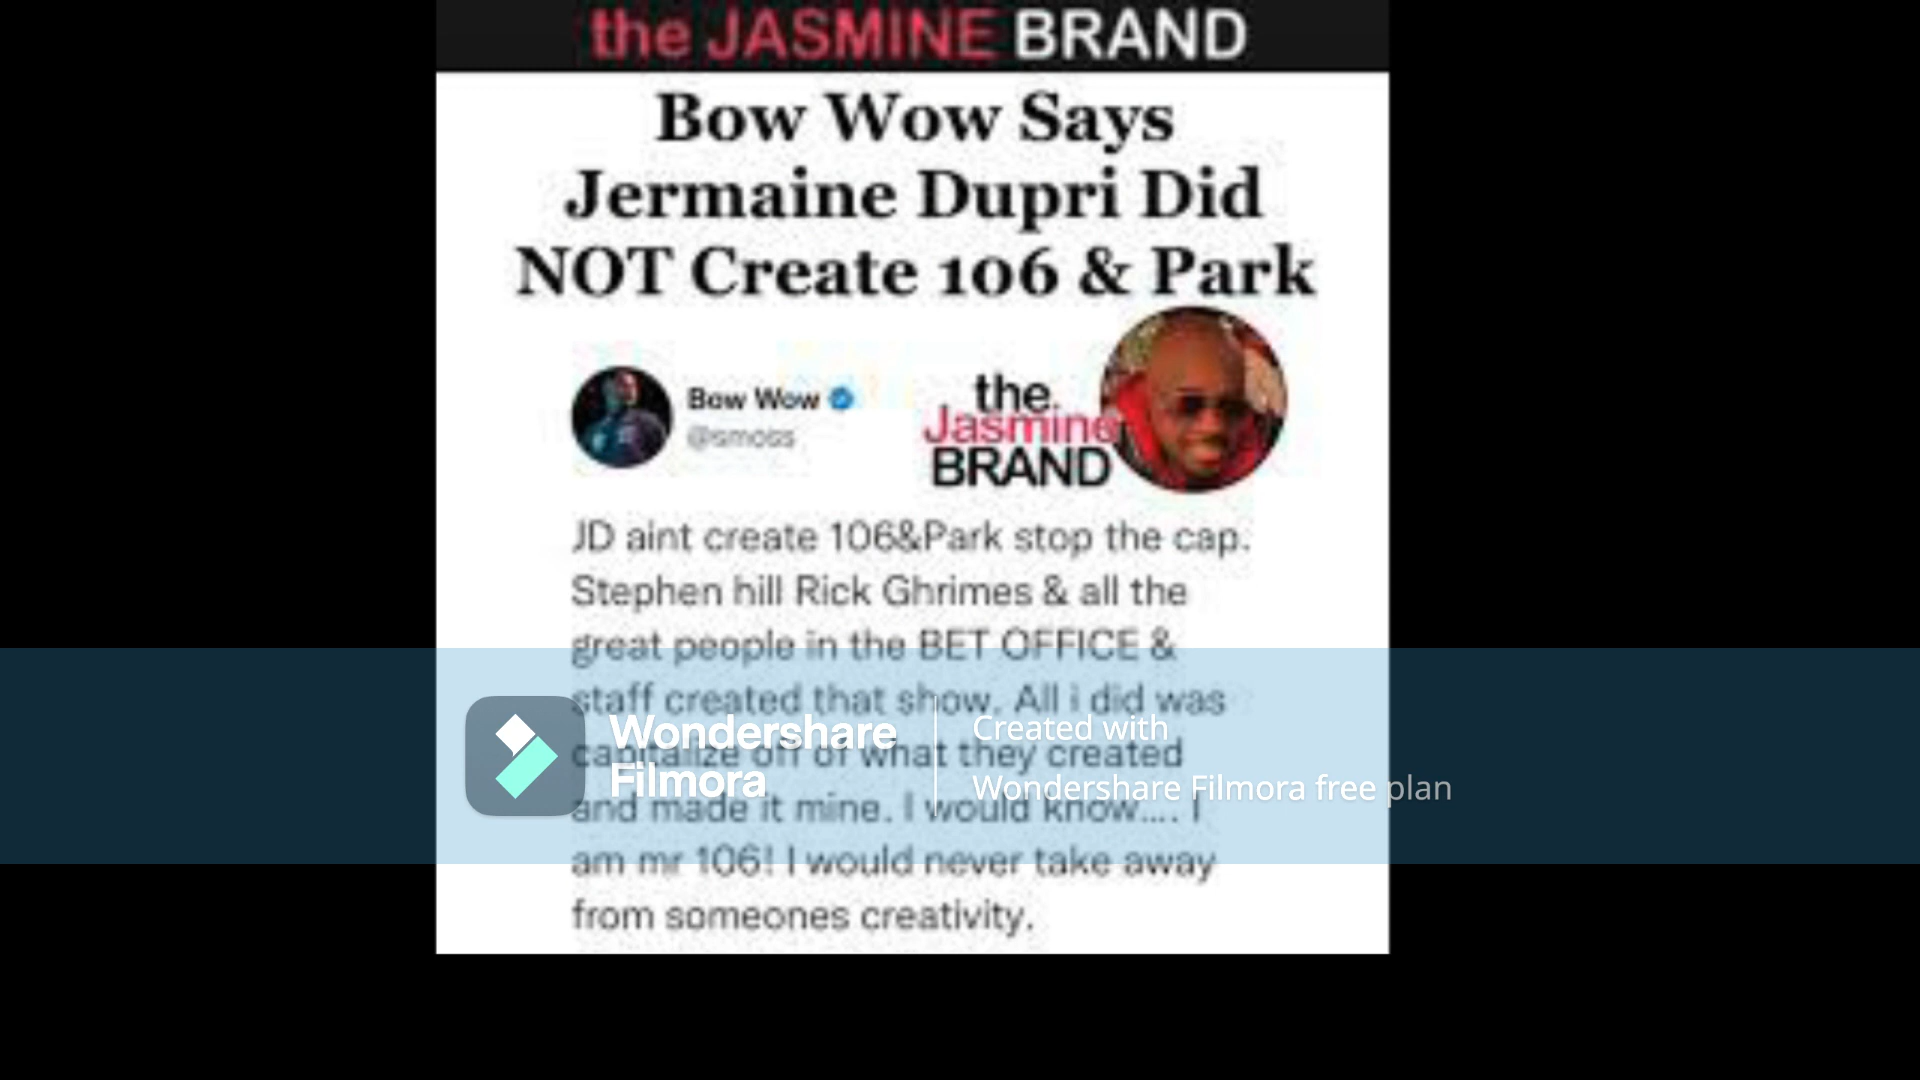 the JASMINE BRAND
Bow Wow Says
Jermaine Dupri Did
NOT Create 106 & Park
Bow Wow
@smoss
the
Jasmine
BRAND
JD aint create 106&Park stop the cap.
Stephen hill Rick Ghrimes & all the
great people in the BET OFFICE &
staff created that show. All i did was
capitalize off of what they created
and made it mine. I would know.... I
am mr 106! I would never take away
from someones creativity.
Wondershare
Filmora
Created with
Wondershare Filmora free plan